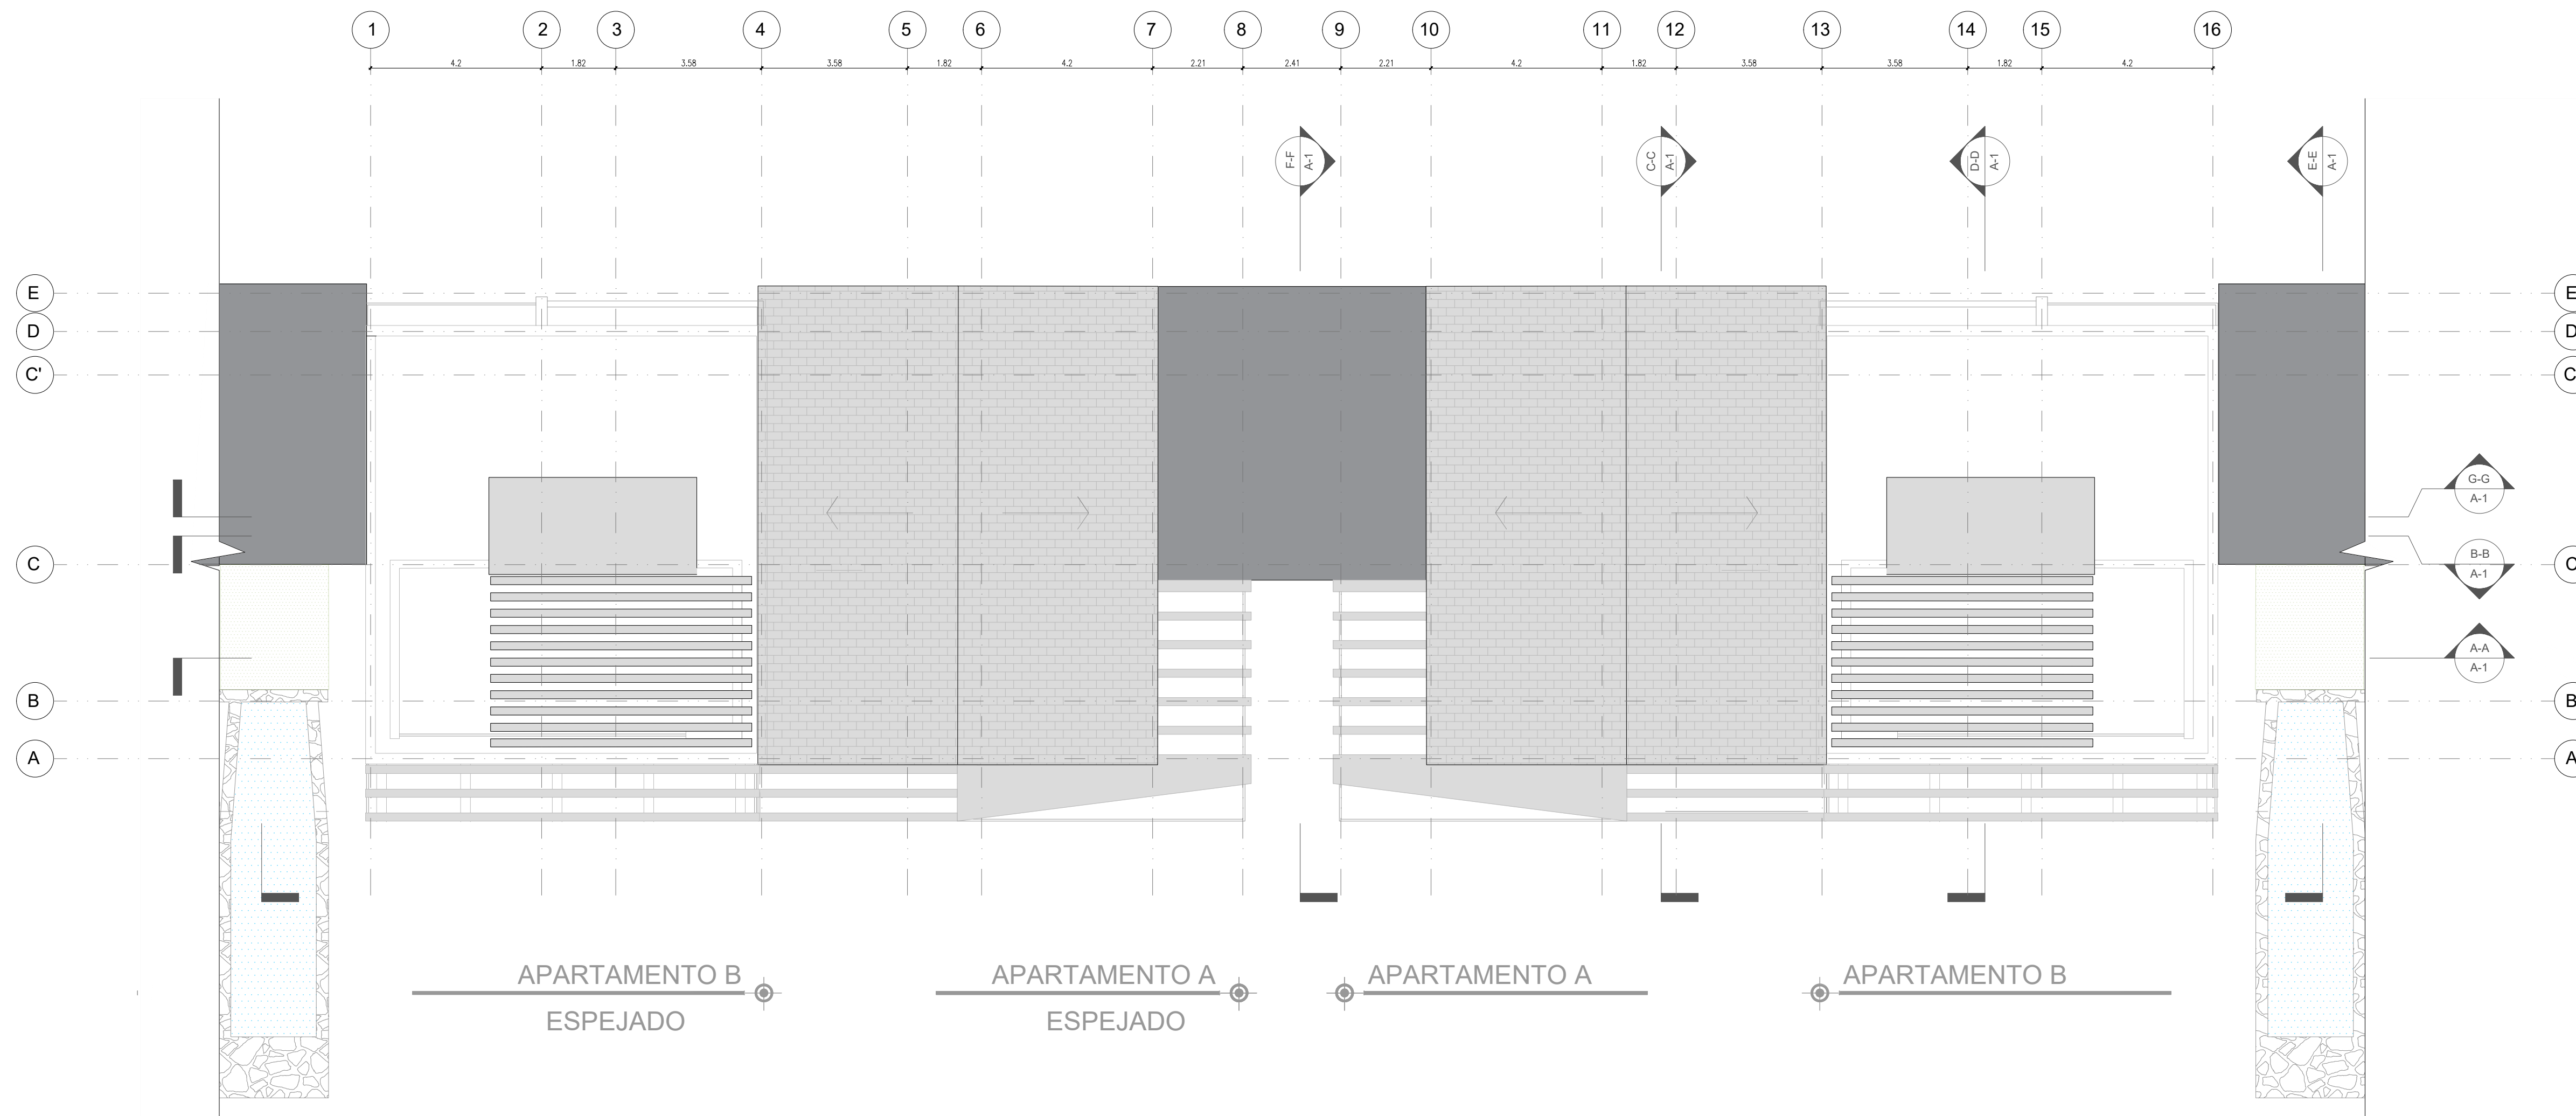 1 2 3 4 5 6 7 8 9 10 11 12 13 14 15 16
4.2 1.82 3.58 3.58 1.82 4.2 2.21 2.41 2.21 4.2 1.82 3.58 3.58 1.82 4.2
F-F
A-1
C-C
A-1
D-D
A-1
E-E
A-1
E E
D D
C' C
G-G
A-1
C C
B-B
A-1
A-A
A-1
B B
A A
APARTAMENTO B APARTAMENTO A APARTAMENTO A APARTAMENTO B
ESPEJADO ESPEJADO